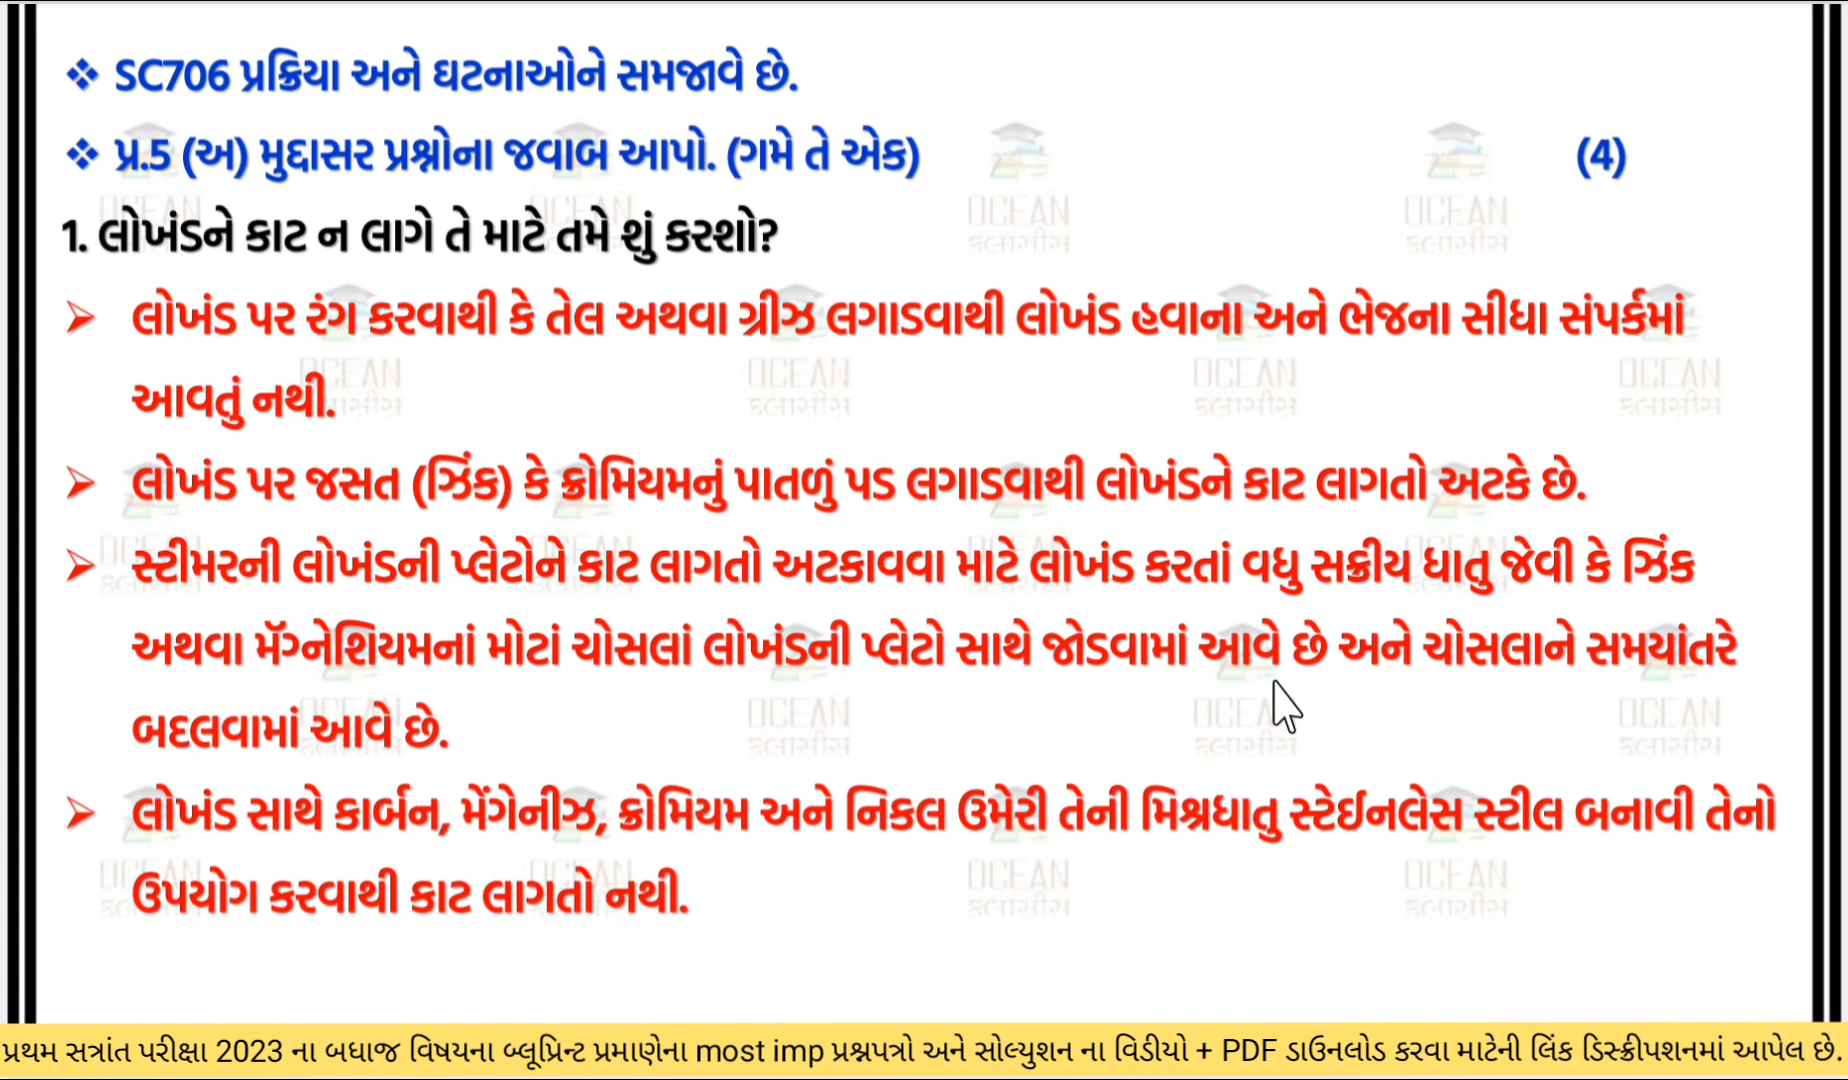 ❖ SC706 પ્રક્રિયા અને ઘટનાઓને સમજાવે છે.
❖ પ્ર.5 (અ) મુદ્દાસર પ્રશ્નોના જવાબ આપો. (ગમે તે એક) (4)
1. લોખંડને કાટ ન લાગે તે માટે તમે શું કરશો?
➢ લોખંડ પર રંગ કરવાથી કે તેલ અથવા ગ્રીઝ લગાડવાથી લોખંડ હવાના અને ભેજના સીધા સંપર્કમાં
આવતું નથી.
➢ લોખંડ પર જસત (ઝિંક) કે ક્રોમિયમનું પાતળું પડ લગાડવાથી લોખંડને કાટ લાગતો અટકે છે.
➢ સ્ટીમરની લોખંડની પ્લેટોને કાટ લાગતો અટકાવવા માટે લોખંડ કરતાં વધુ સક્રીય ધાતુ જેવી કે ઝિંક
અથવા મૅગ્નેશિયમનાં મોટાં ચોસલાં લોખંડની પ્લેટો સાથે જોડવામાં આવે છે અને ચોસલાને સમયાંતરે
બદલવામાં આવે છે.
➢ લોખંડ સાથે કાર્બન, મેંગેનીઝ, ક્રોમિયમ અને નિકલ ઉમેરી તેની મિશ્રધાતુ સ્ટેઈનલેસ સ્ટીલ બનાવી તેનો
ઉપયોગ કરવાથી કાટ લાગતો નથી.
OCEAN
ક્લાસીસ
પ્રથમ સત્રાંત પરીક્ષા 2023 ના બધાજ વિષયના બ્લૂપ્રિન્ટ પ્રમાણેના most imp પ્રશ્નપત્રો અને સોલ્યુશન ના વિડીયો + PDF ડાઉનલોડ કરવા માટેની લિંક ડિસ્ક્રીપશનમાં આપેલ છે.